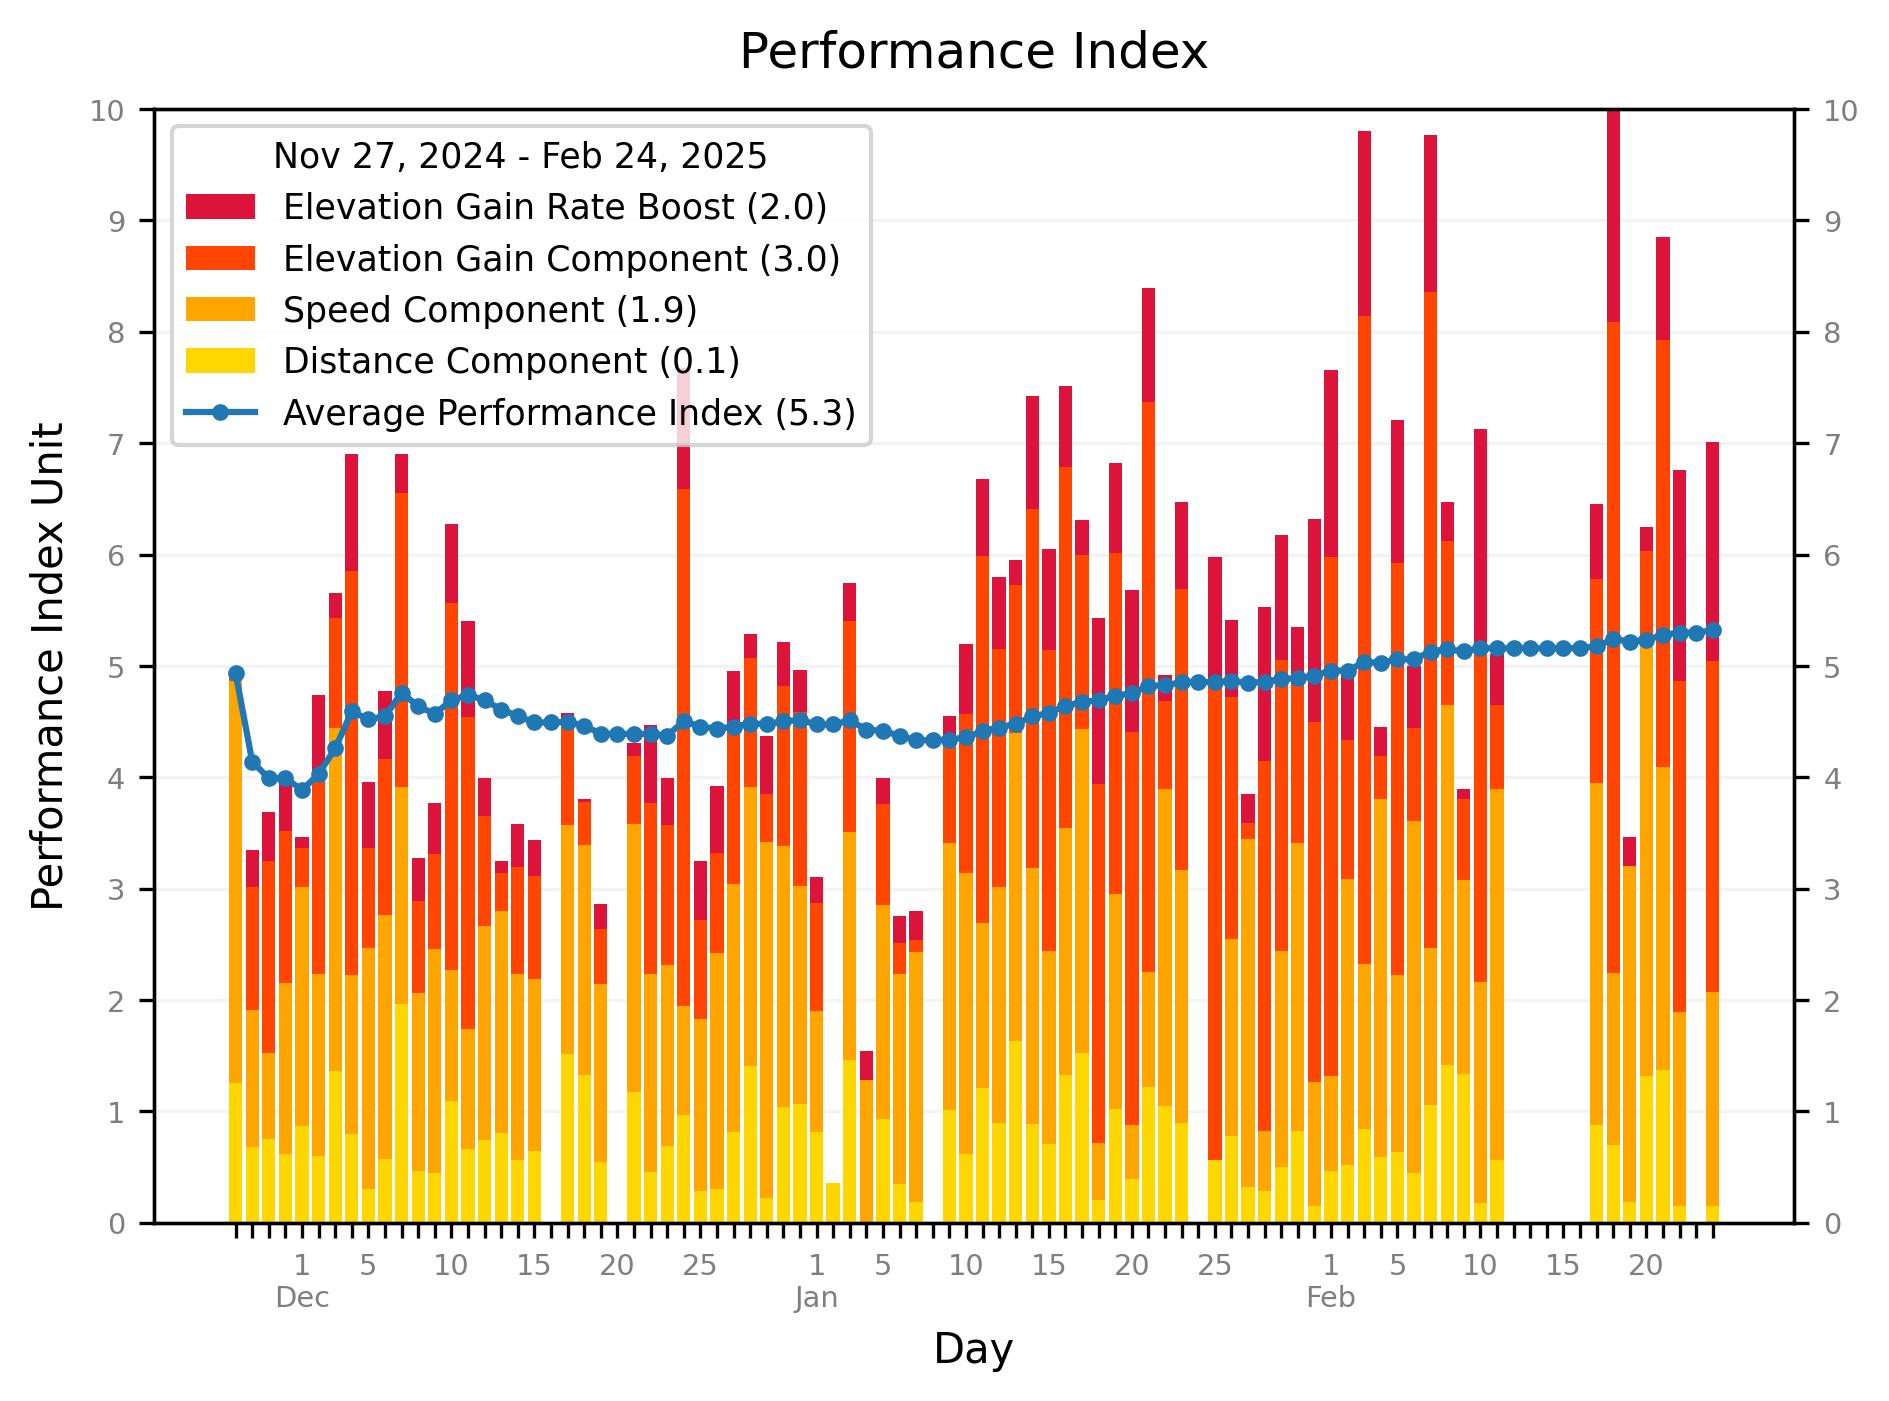 Performance Index
Nov 27, 2024 - Feb 24, 2025
Elevation Gain Rate Boost (2.0)
Elevation Gain Component (3.0)
Speed Component (1.9)
Distance Component (0.1)
Average Performance Index (5.3)
Performance Index Unit
10 10
9 9
8 8
7 7
6 6
5 5
4 4
3 3
2 2
1 1
0 0
1 5 10 15 20 25 1 5 10 15 20 25 1 5 10 15 20
Dec Jan Feb
Day